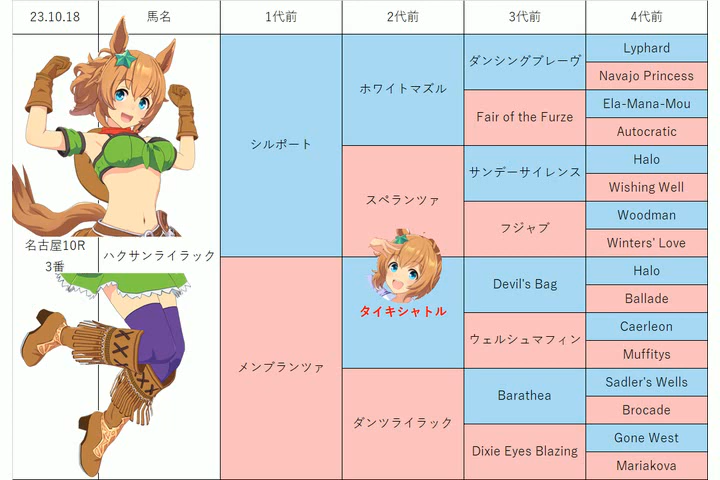 23.10.18 馬名 1代前 2代前 3代前 4代前
名古屋10R
3番
ハクサンライラック
シルポート
メンブランツァ
ホワイトマズル
スペランツァ
タイキシャトル
ダンツライラック
ダンシングブレーヴ
Fair of the Furze
サンデーサイレンス
フジャブ
Devil's Bag
ウェルシュマフィン
Barathea
Dixie Eyes Blazing
Lyphard
Navajo Princess
Ela-Mana-Mou
Autocratic
Halo
Wishing Well
Woodman
Winters' Love
Halo
Ballade
Caerleon
Muffitys
Sadler's Wells
Brocade
Gone West
Mariakova